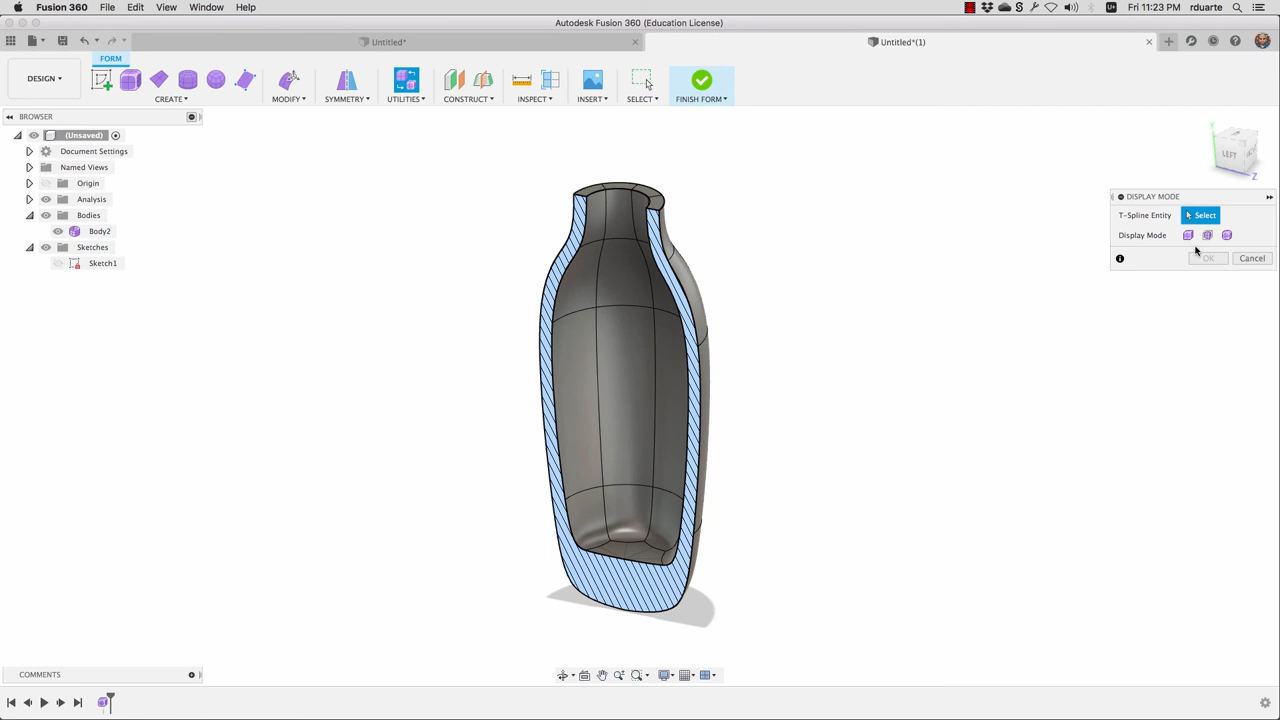 Fusion 360 File Edit View Window Help Fri 11:23 PM rduarte
Autodesk Fusion 360 (Education License)
Untitled* Untitled*(1)
FORM
DESIGN
CREATE MODIFY SYMMETRY UTILITIES CONSTRUCT INSPECT INSERT SELECT FINISH FORM
BROWSER
(Unsaved)
Document Settings
Named Views
Origin
Analysis
Bodies
Body2
Sketches
Sketch1
Y
LEFT
Z
DISPLAY MODE
T-Spline Entity Select
Display Mode
OK Cancel
COMMENTS